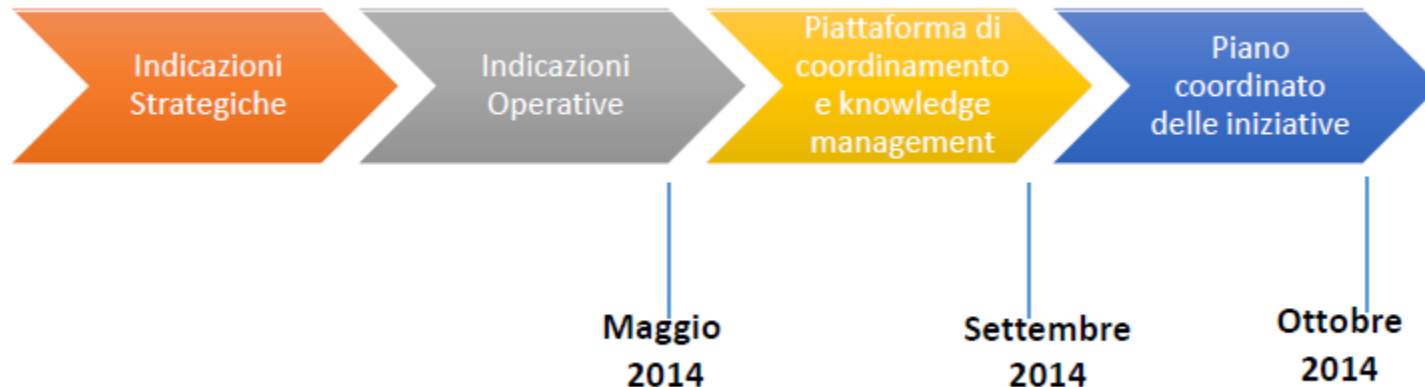 Indicazioni
Strategiche
Indicazioni
Operative
Piattaforma di
coordinamento
e knowledge
management
Piano
coordinato
delle iniziative
Maggio
2014
Settembre
2014
Ottobre
2014